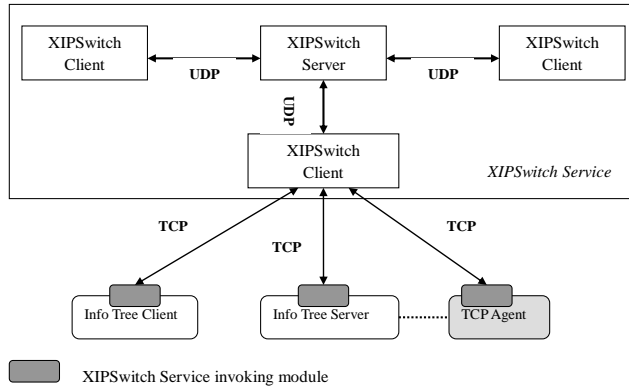 XIPSwitch
Client
UDP
XIPSwitch
Server
UDP
XIPSwitch
Client
UDP
XIPSwitch
Client
XIPSwitch Service
TCP
TCP
TCP
Info Tree Client
Info Tree Server
TCP Agent
XIPSwitch Service invoking module